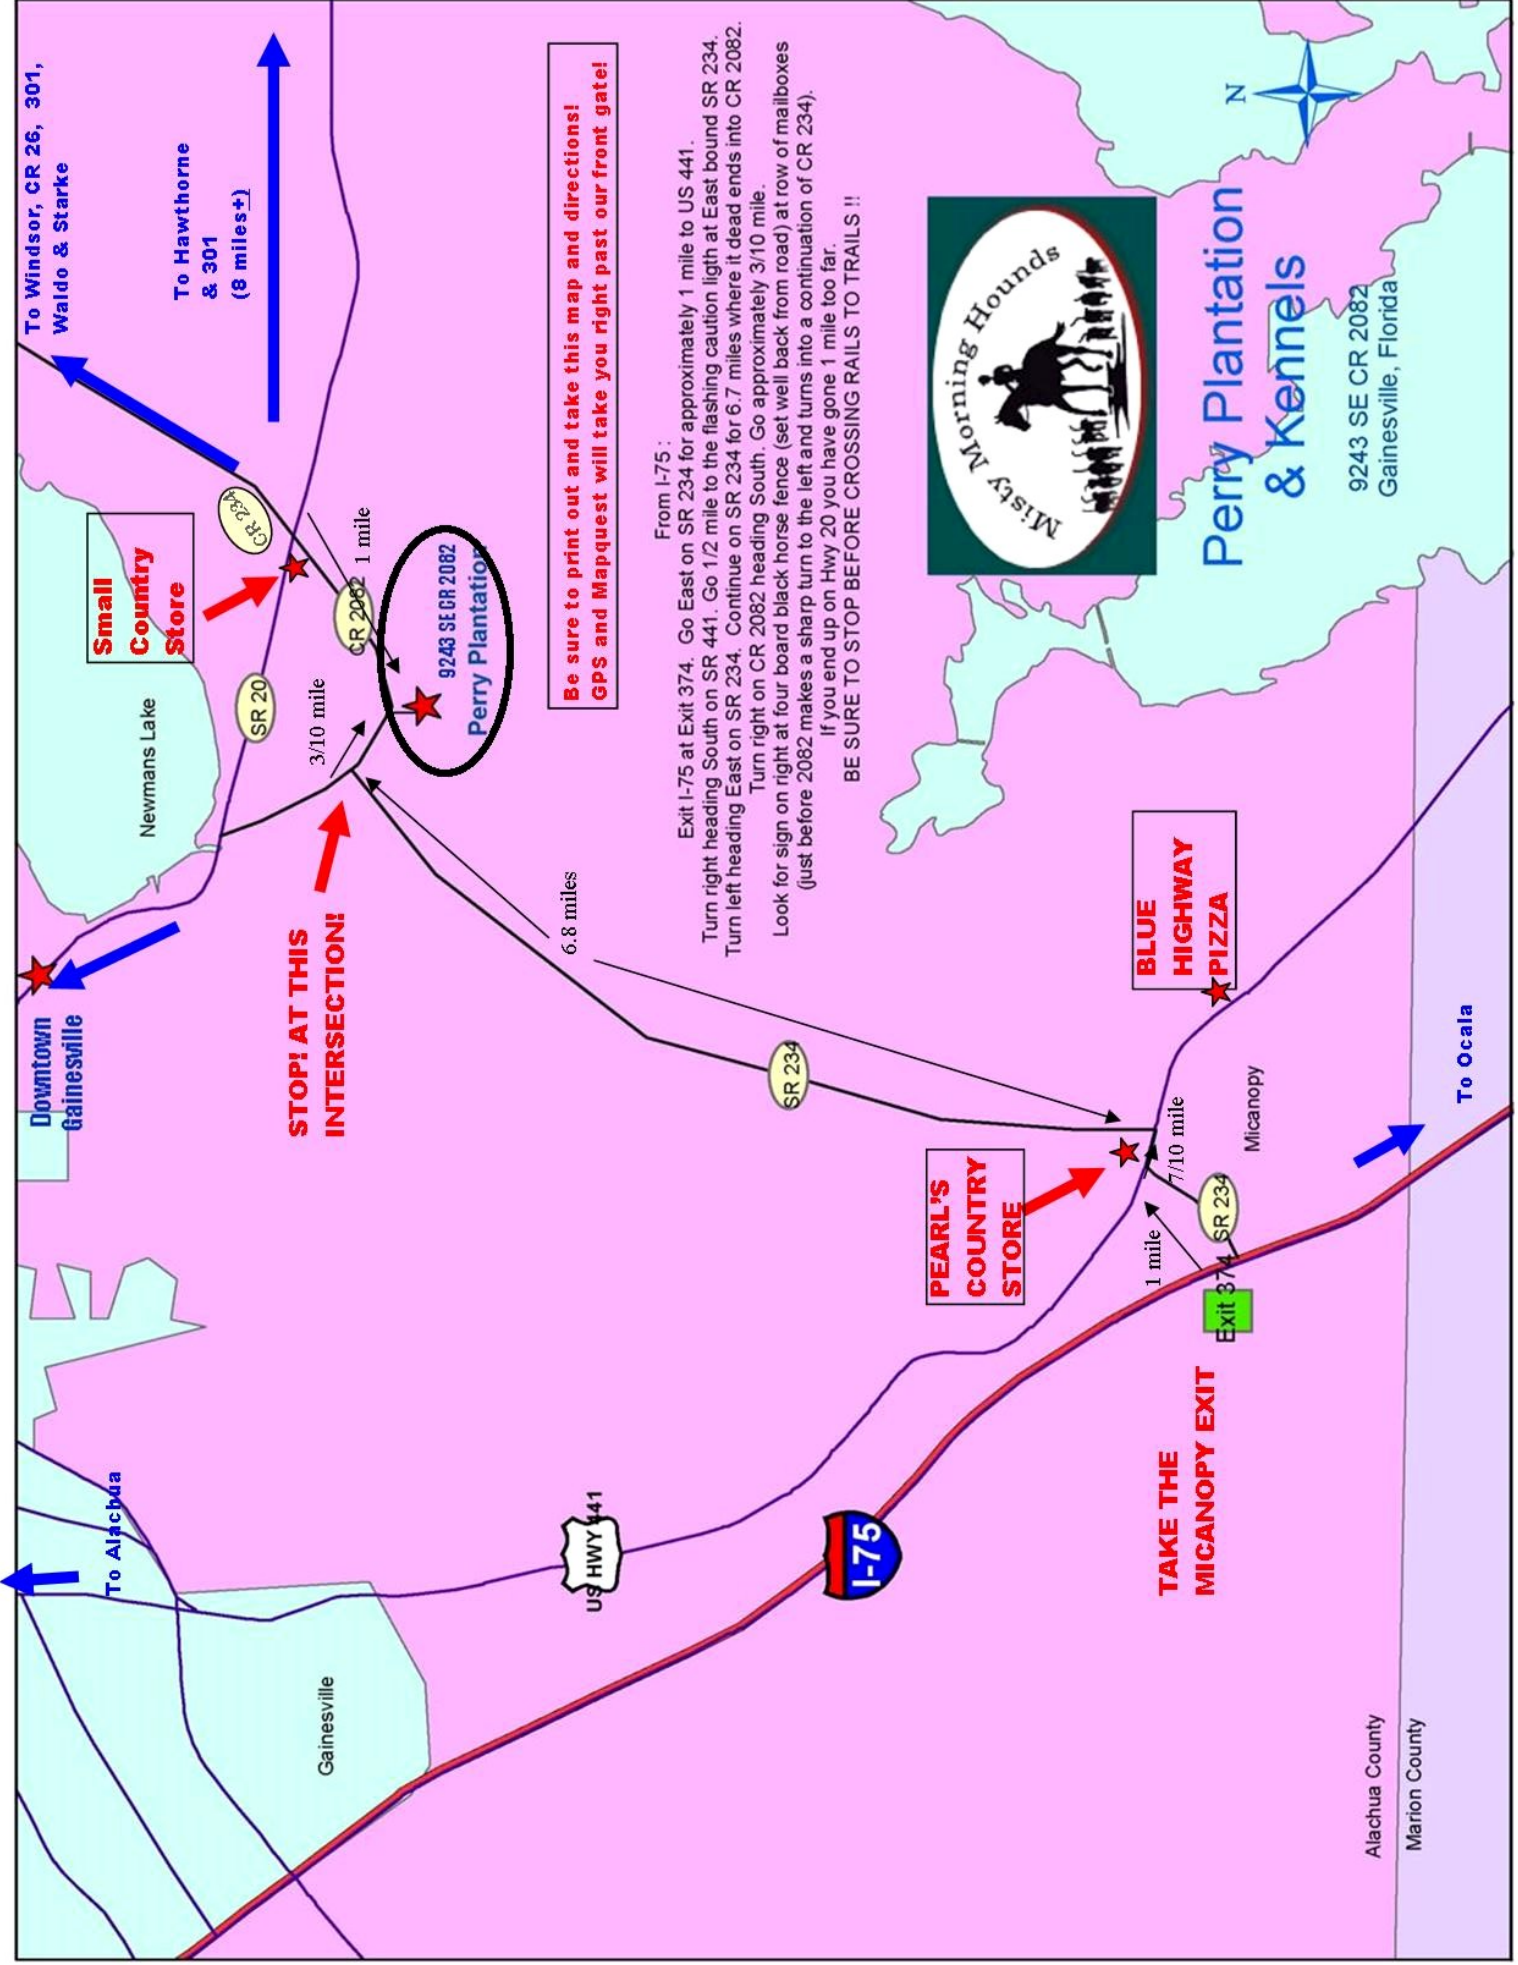 To Windsor, CR 26, 301,
Waldo & Starke
To Hawthorne
& 301
(8 miles+)
Small
Country
Store
CR 234
Newmans Lake
SR 20
CR 2082
1 mile
3/10 mile
9243 SE CR 2082
Perry Plantation
Downtown
Gainesville
STOP! AT THIS
INTERSECTION!
6.8 miles
Be sure to print out and take this map and directions!
GPS and Mapquest will take you right past our front gate!
From I-75 :
Exit I-75 at Exit 374. Go East on SR 234 for approximately 1 mile to US 441.
Turn right heading South on SR 441. Go 1/2 mile to the flashing caution ligth at East bound SR 234.
Turn left heading East on SR 234. Continue on SR 234 for 6.7 miles where it dead ends into CR 2082.
Turn right on CR 2082 heading South. Go approximately 3/10 mile.
Look for sign on right at four board black horse fence (set well back from road) at row of mailboxes
(just before 2082 makes a sharp turn to the left and turns into a continuation of CR 234).
If you end up on Hwy 20 you have gone 1 mile too far.
BE SURE TO STOP BEFORE CROSSING RAILS TO TRAILS !!
Misty Morning Hounds
N
Perry Plantation
& Kennels
9243 SE CR 2082
Gainesville, Florida
To Alachua
Gainesville
US HWY 441
I-75
SR 234
PEARL'S
COUNTRY
STORE
BLUE
HIGHWAY
PIZZA
1 mile
7/10 mile
SR 234
Micanopy
Exit 374
TAKE THE
MICANOPY EXIT
To Ocala
Alachua County
Marion County